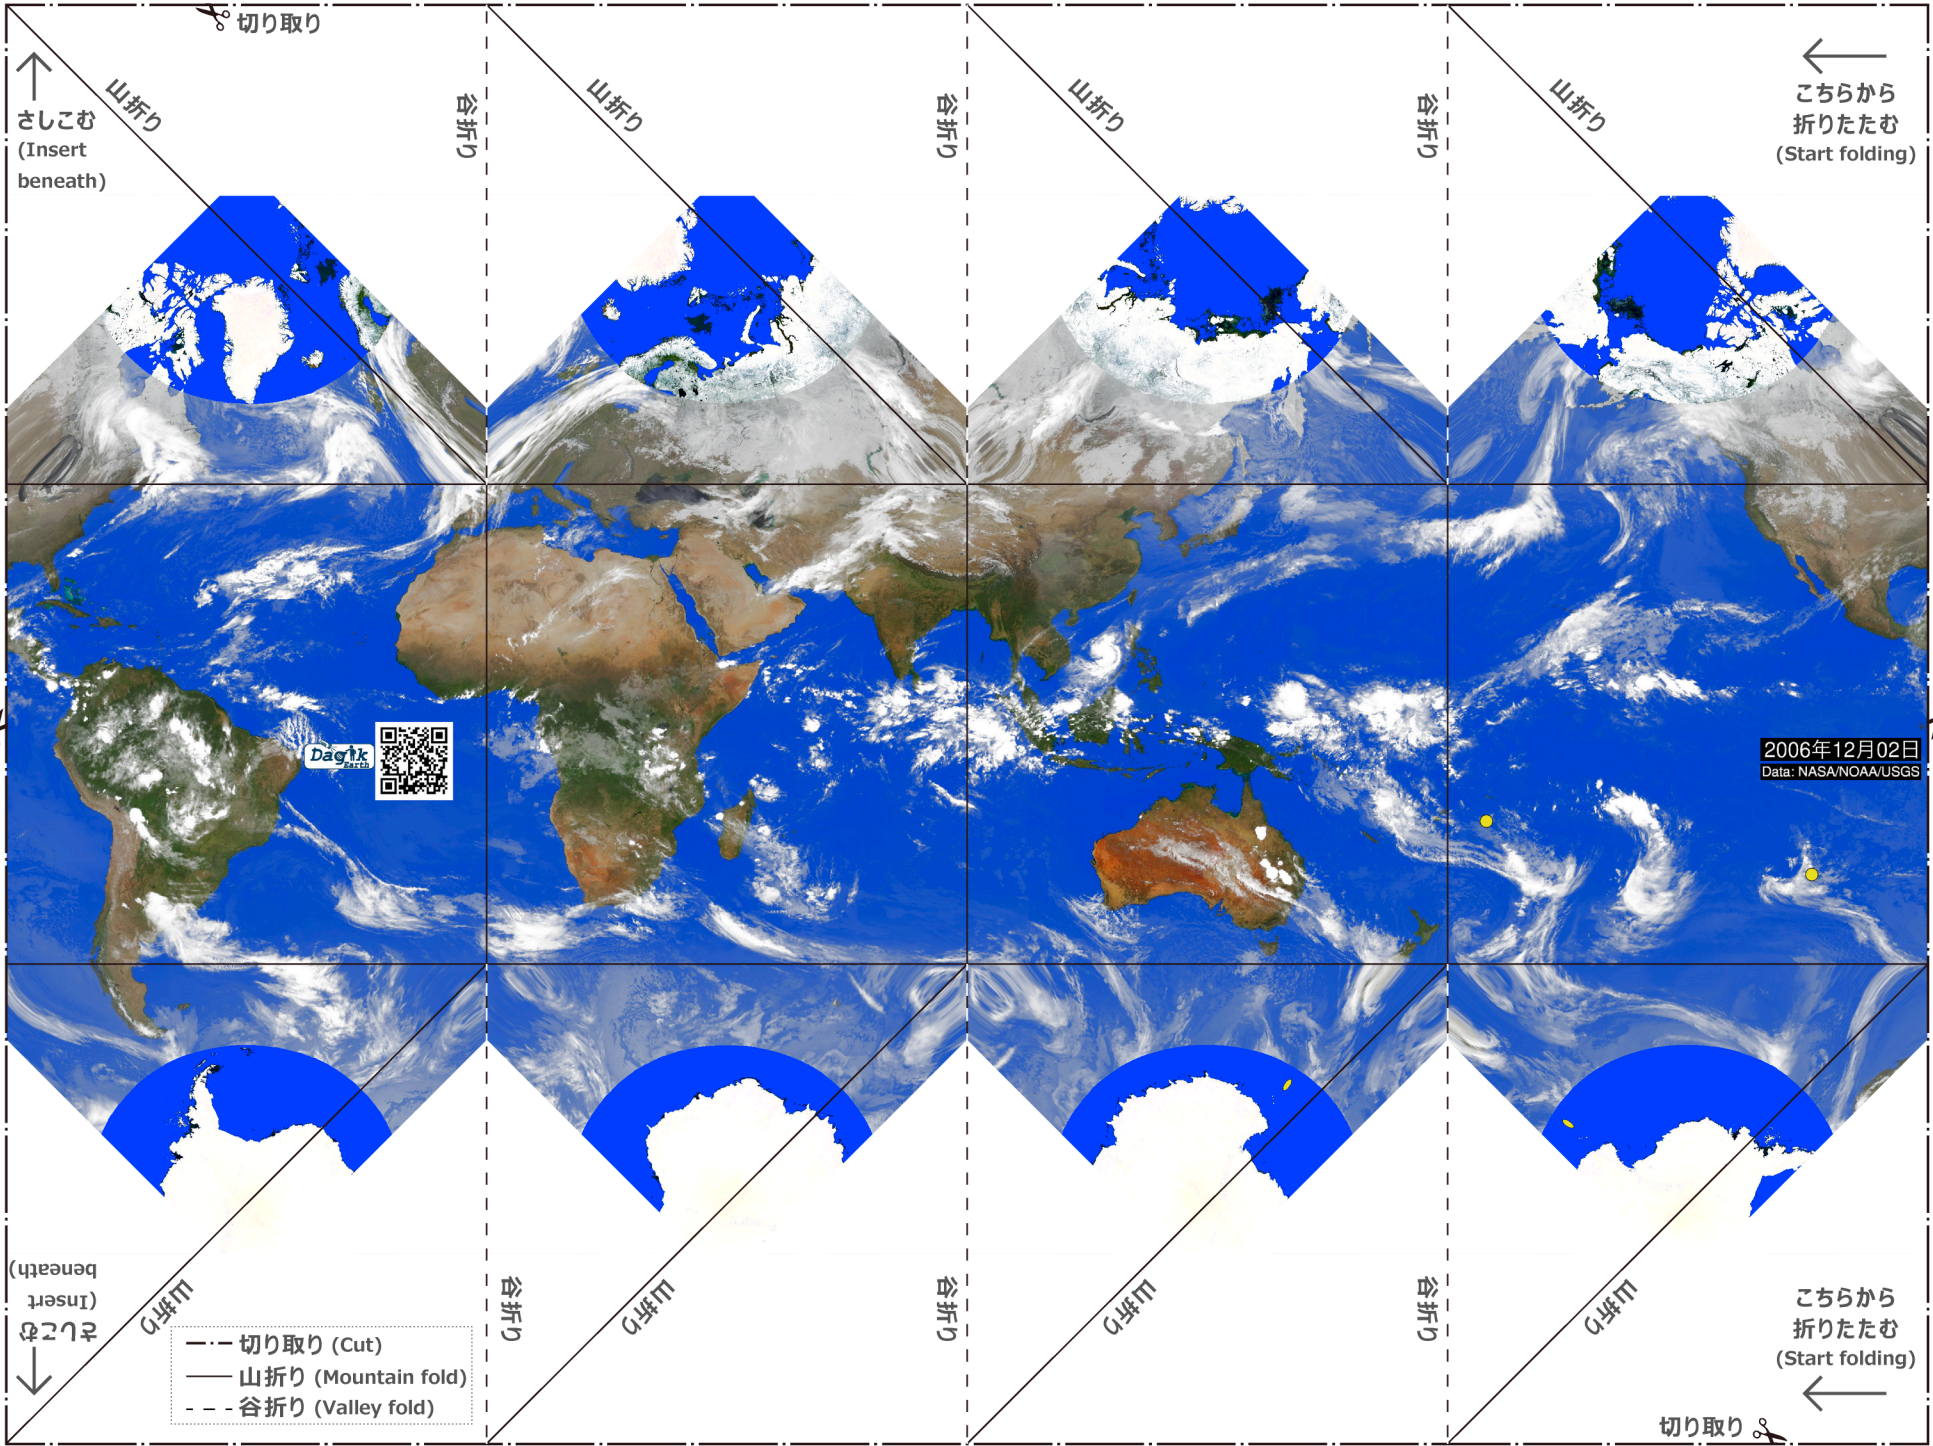 切り取り
さしこむ
(Insert
beneath)
山折り
谷折り
山折り
谷折り
山折り
谷折り
山折り
こちらから
折りたたむ
(Start folding)
Dagik
Earth
2006年12月02日
Data: NASA/NOAA/USGS
さしこむ
(Insert
beneath)
山折り
谷折り
山折り
谷折り
山折り
谷折り
山折り
こちらから
折りたたむ
(Start folding)
切り取り (Cut)
山折り (Mountain fold)
谷折り (Valley fold)
切り取り